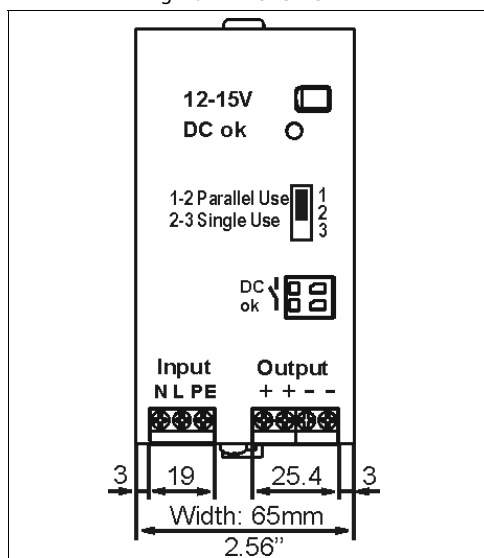 12-15V
DC ok
1-2 Parallel Use
2-3 Single Use
1
2
3
DC
ok
Input
Output
N L PE
+ + - -
3
19
25.4
3
Width: 65mm
2.56”